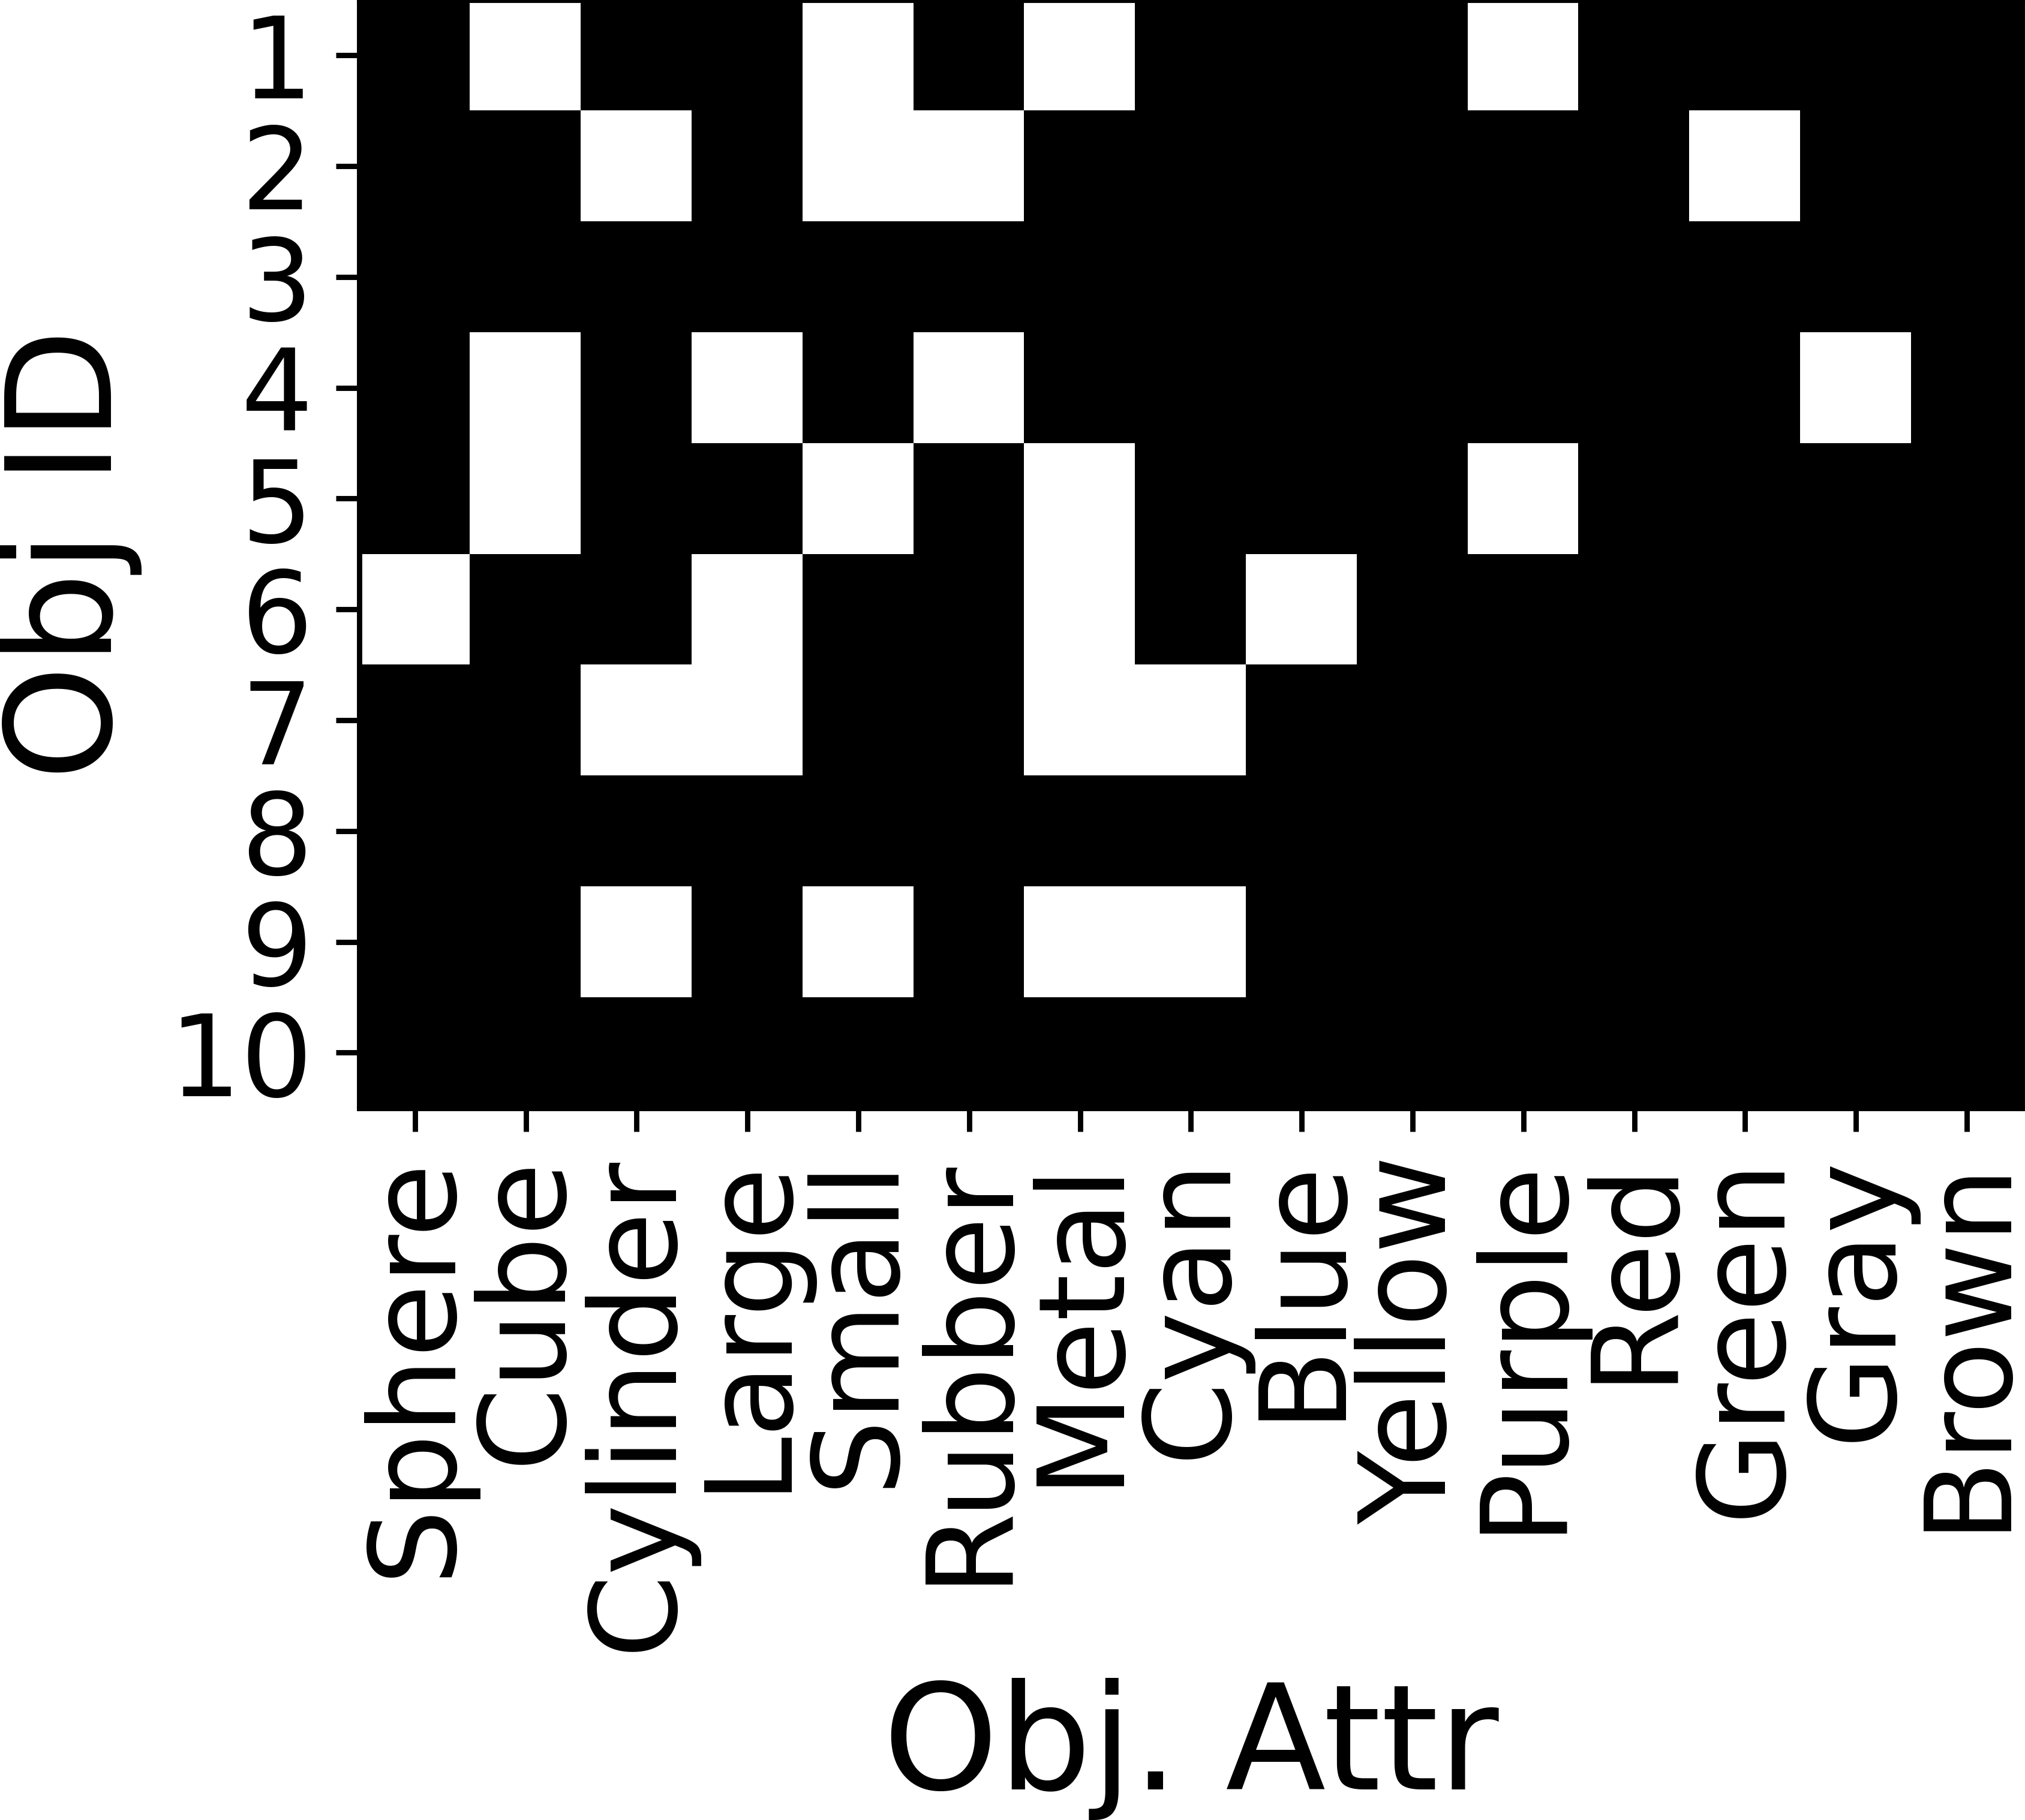 Obj ID
1
2
3
4
5
6
7
8
9
10
Sphere
Cube
Cylinder
Large
Small
Rubber
Metal
Cyan
Blue
Yellow
Purple
Red
Green
Gray
Brown
Obj. Attr